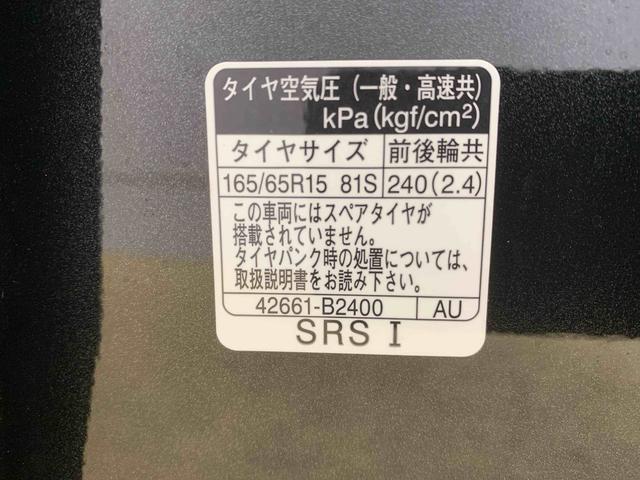 タイヤ空気圧（一般・高速共）
kPa(kgf/cm²)
タイヤサイズ 前後輪共
165/65R15 81S 240(2.4)
この車両にはスペアタイヤが
搭載されていません。
タイヤパンク時の処置については、
取扱説明書をお読み下さい。
42661-B2400 AU
SRS I